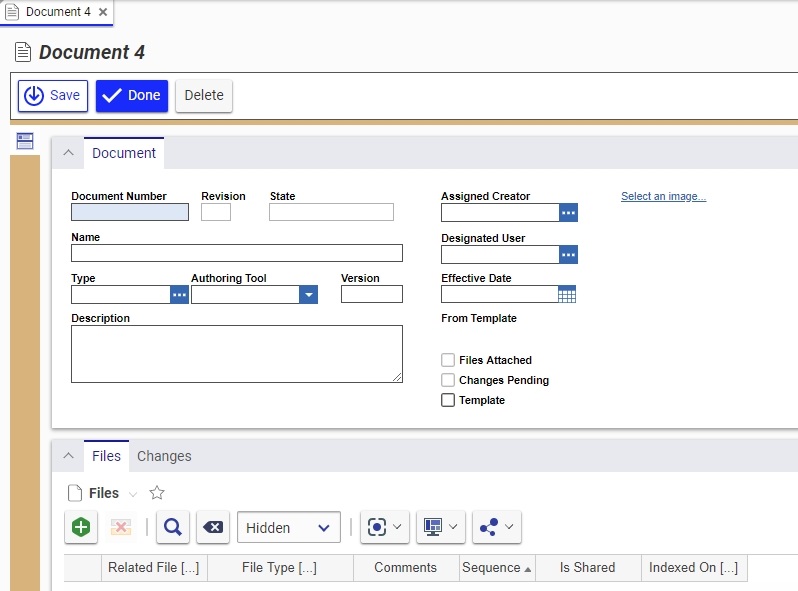 Document 4
Document 4
Save Done Delete
Document
Document Number Revision State Assigned Creator Select an image...
Name Designated User
Type Authoring Tool Version Effective Date
Description From Template
Files Attached
Changes Pending
Template
Files Changes
Files
Hidden
Related File [...] File Type [...] Comments Sequence Is Shared Indexed On [...]